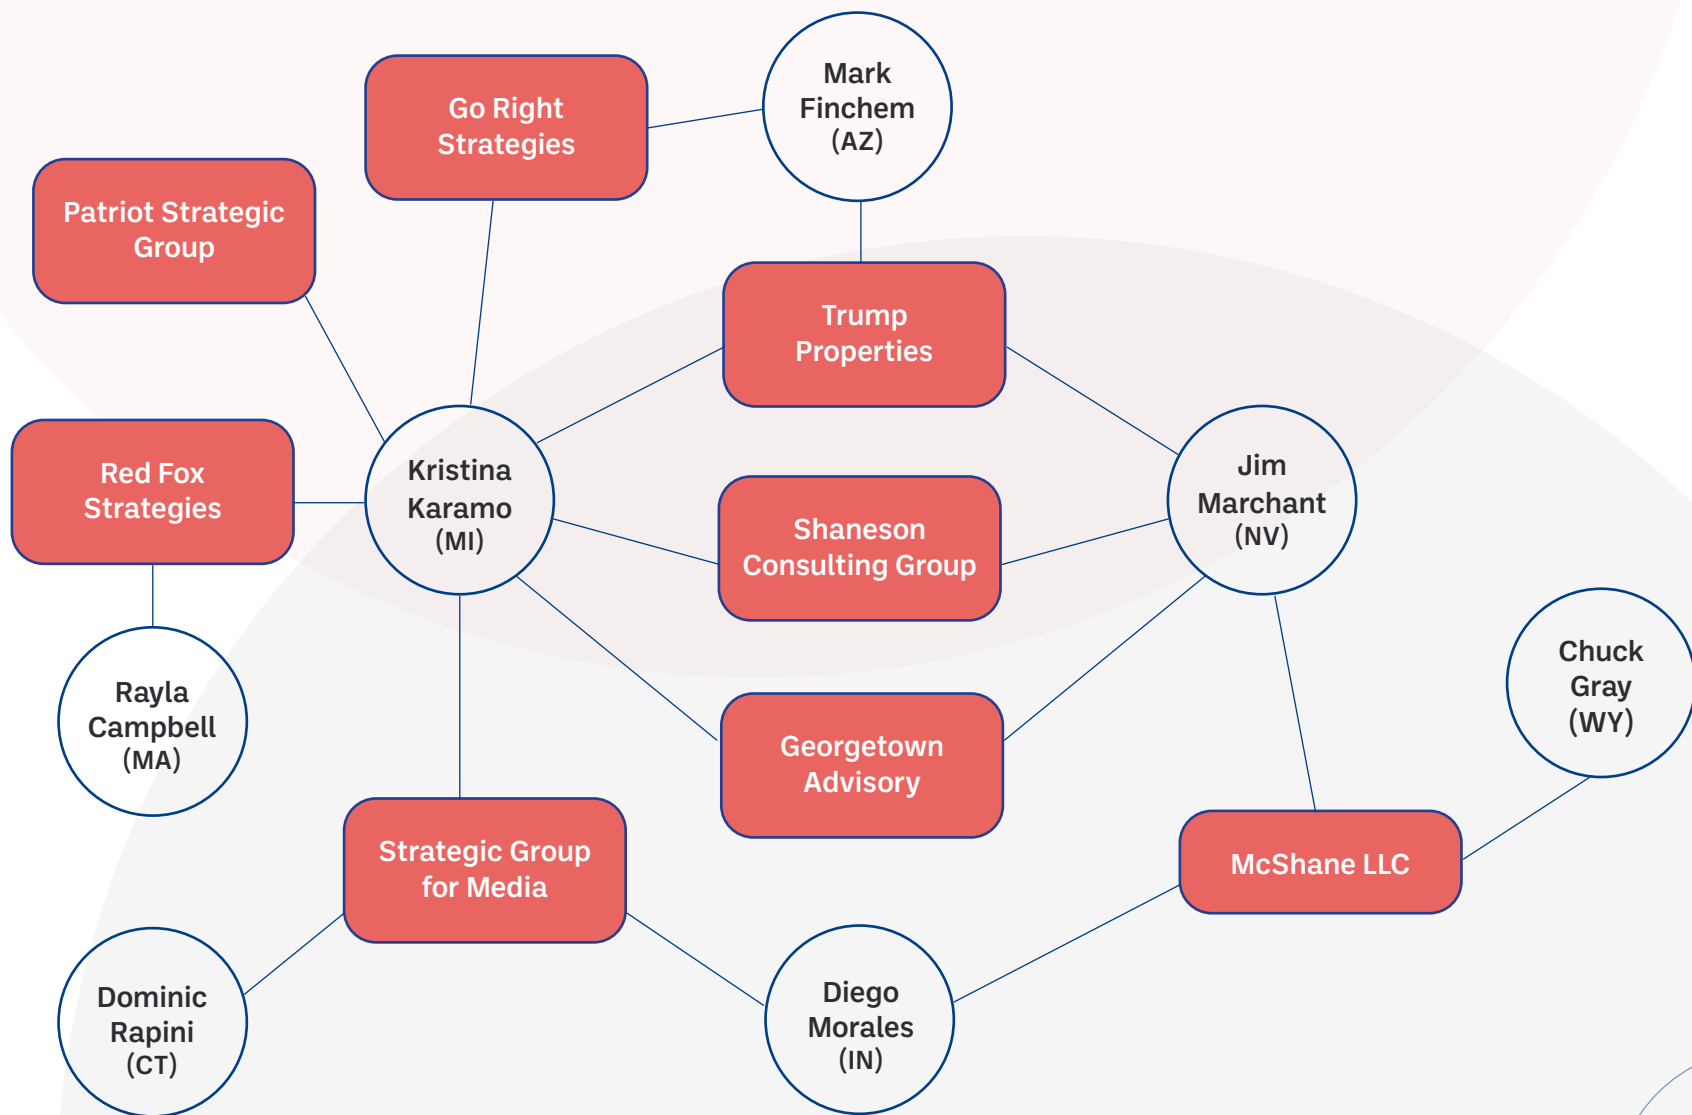 Mark
Finchem
(AZ)
Go Right
Strategies
Patriot Strategic
Group
Trump
Properties
Red Fox
Strategies
Kristina
Karamo
(MI)
Shaneson
Consulting Group
Jim
Marchant
(NV)
Rayla
Campbell
(MA)
Georgetown
Advisory
Chuck
Gray
(WY)
Strategic Group
for Media
McShane LLC
Dominic
Rapini
(CT)
Diego
Morales
(IN)